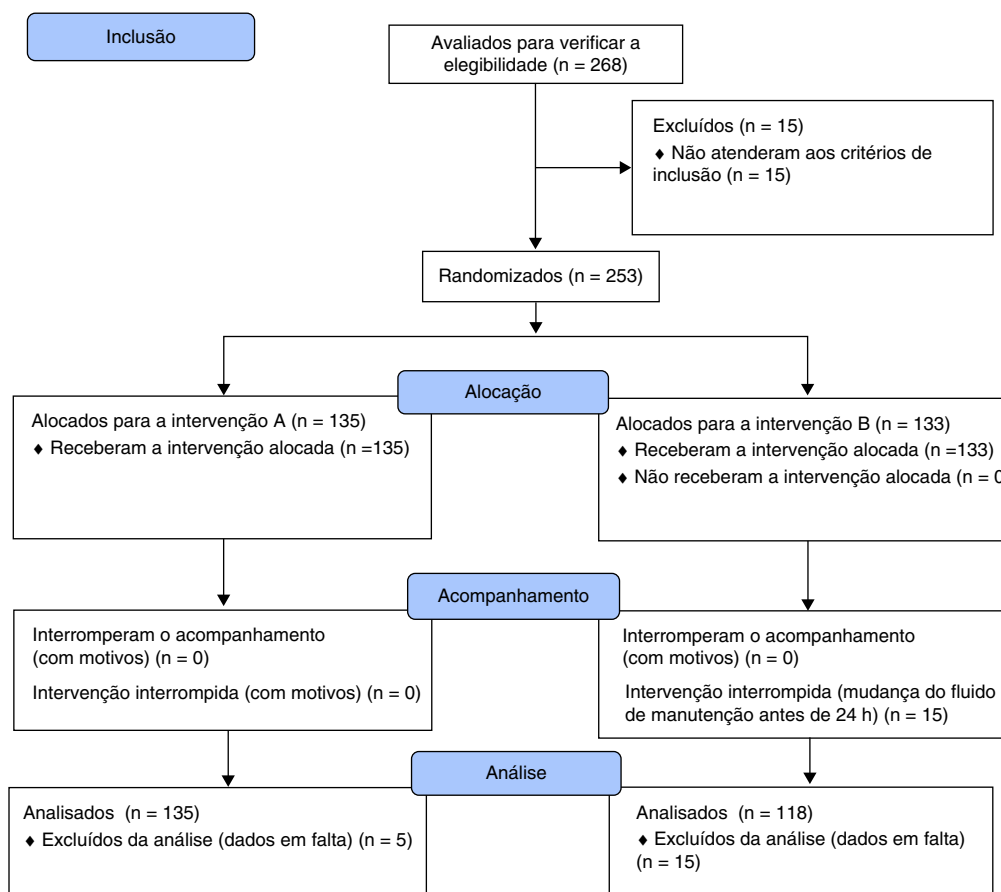 Inclusão
Avaliados para verificar a
elegibilidade (n = 268)
Excluídos (n = 15)
♦ Não atenderam aos critérios de
inclusão (n = 15)
Randomizados (n = 253)
Alocação
Alocados para a intervenção A (n = 135)
♦ Receberam a intervenção alocada (n =135)
Alocados para a intervenção B (n = 133)
♦ Receberam a intervenção alocada (n =133)
♦ Não receberam a intervenção alocada (n = 0
Acompanhamento
Interromperam o acompanhamento
(com motivos) (n = 0)
Intervenção interrompida (com motivos) (n = 0)
Interromperam o acompanhamento
(com motivos) (n = 0)
Intervenção interrompida (mudança do fluido
de manutenção antes de 24 h) (n = 15)
Análise
Analisados (n = 135)
♦ Excluídos da análise (dados em falta) (n = 5)
Analisados (n = 118)
♦ Excluídos da análise (dados em falta)
(n = 15)